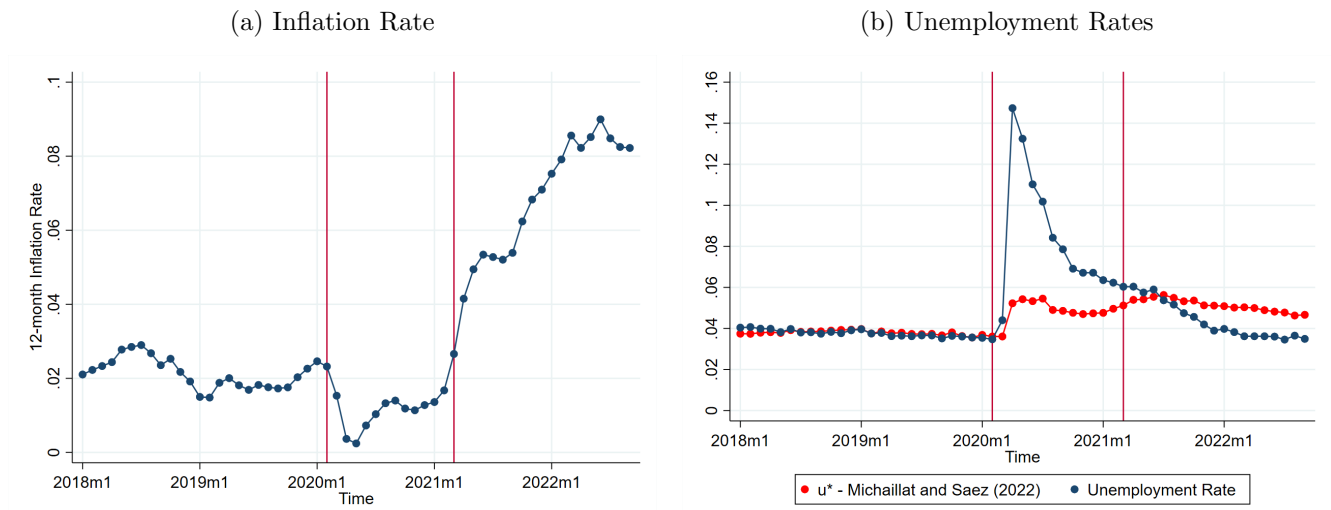 (a) Inflation Rate
12-month Inflation Rate
.1
.08
.06
.04
.02
0
2018m1
2019m1
2020m1
2021m1
2022m1
Time
(b) Unemployment Rates
.16
.14
.12
.1
.08
.06
.04
.02
0
2018m1
2019m1
2020m1
2021m1
2022m1
Time
u* - Michaillat and Saez (2022)
Unemployment Rate